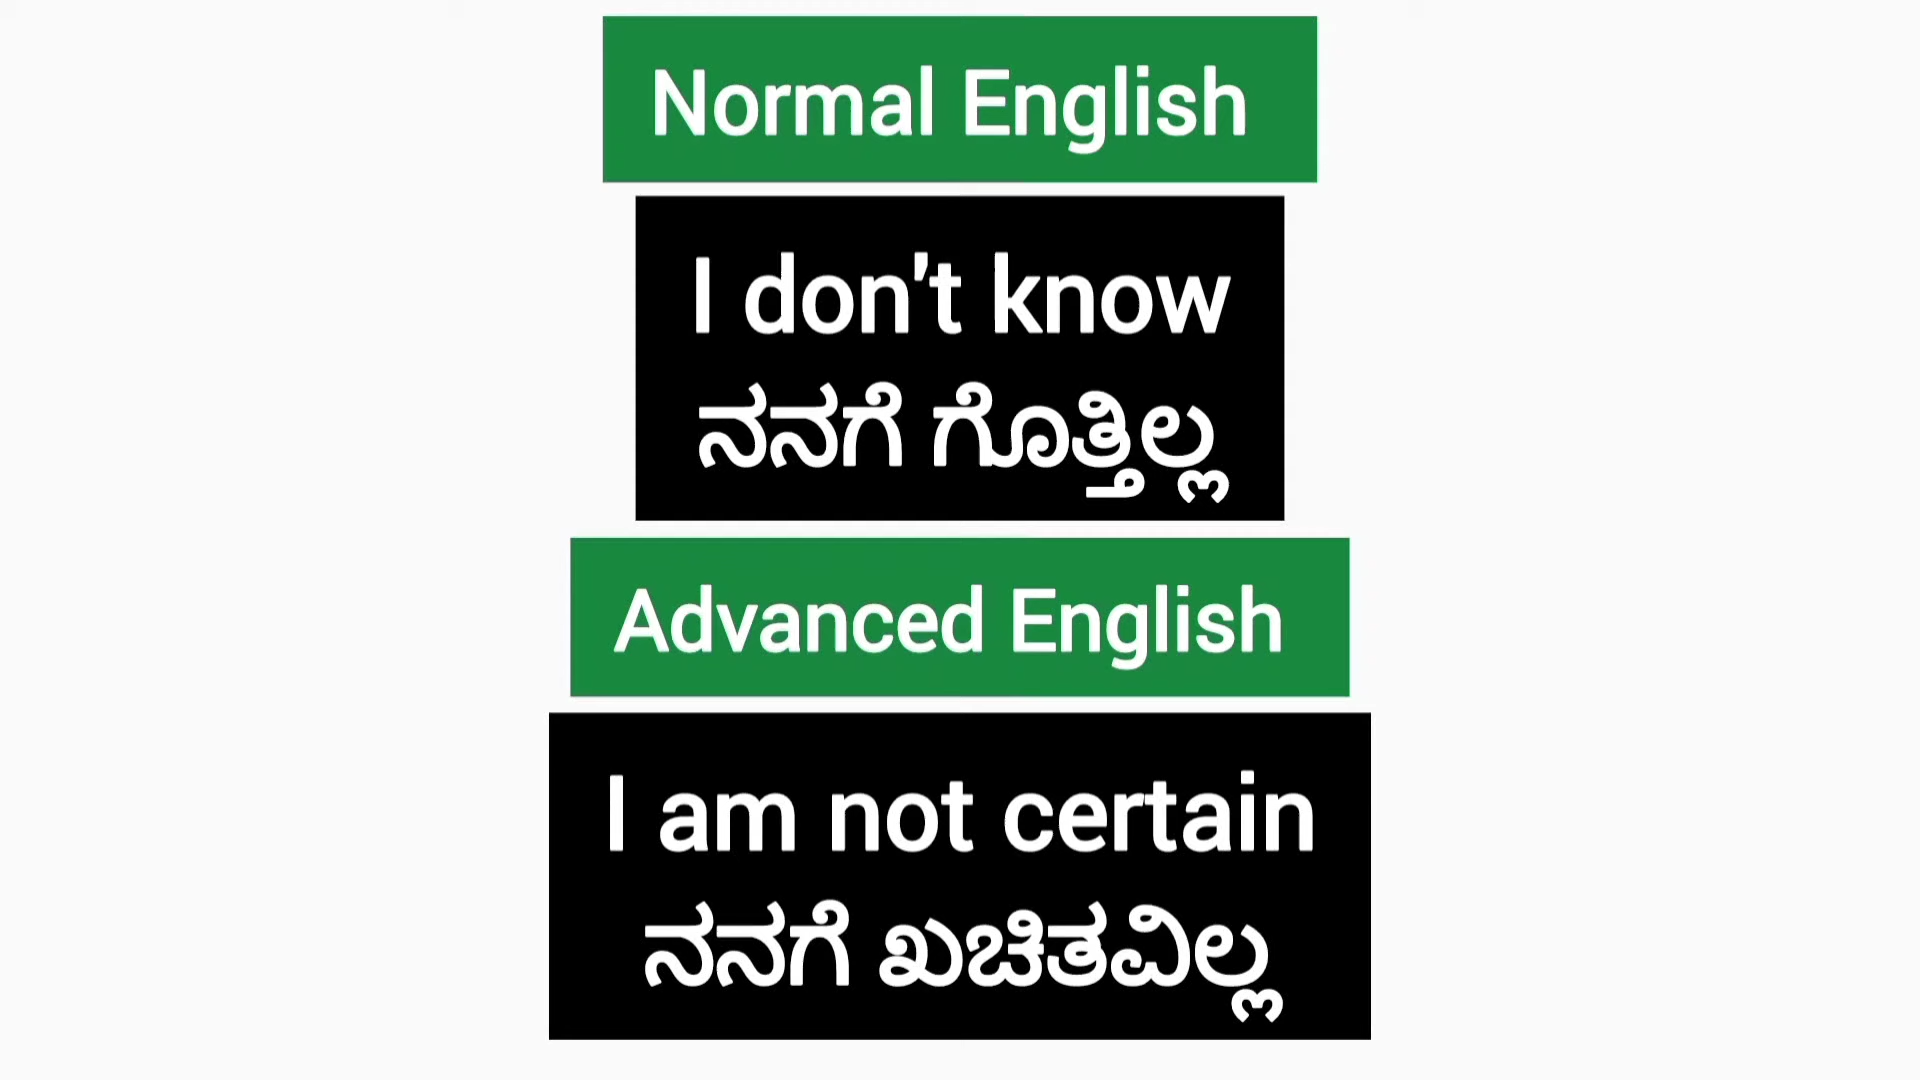 Normal English
I don't know
ನನಗೆ ಗೊತ್ತಿಲ್ಲ
Advanced English
I am not certain
ನನಗೆ ಖಚಿತವಿಲ್ಲ